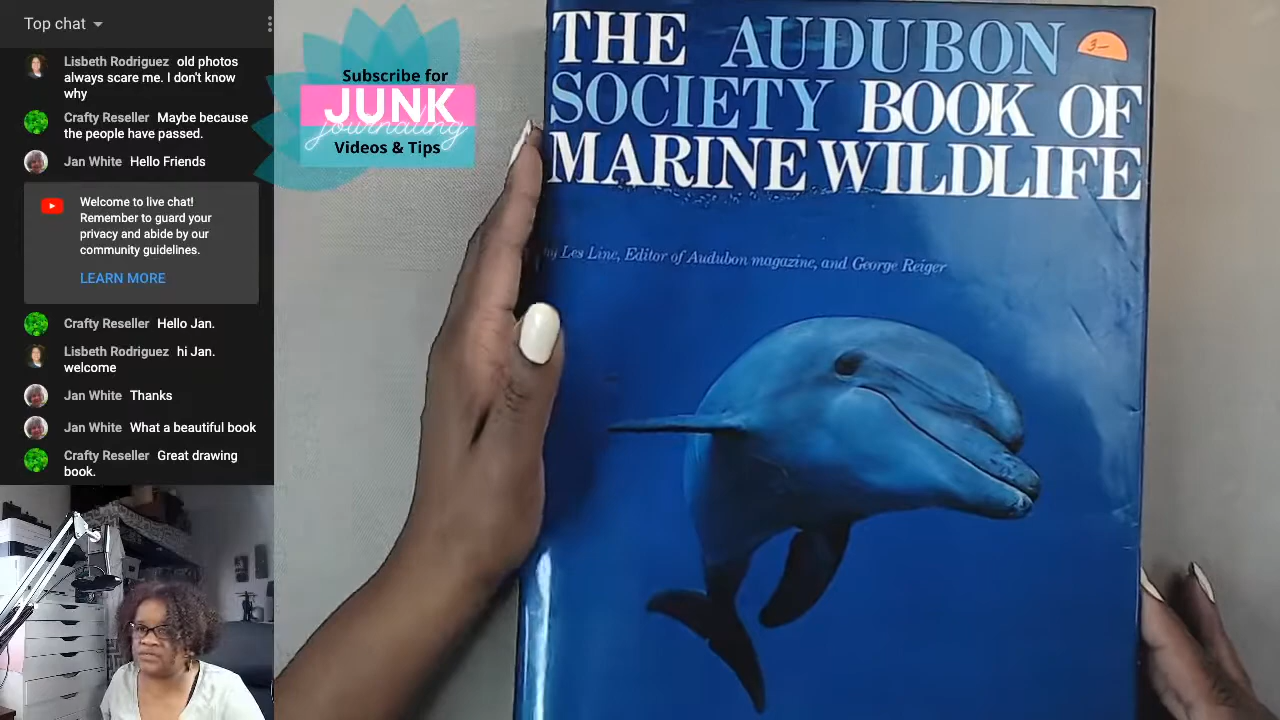 Top chat
Lisbeth Rodriguez old photos
always scare me. I don't know
why
Crafty Reseller Maybe because
the people have passed.
Jan White Hello Friends
Welcome to live chat!
Remember to guard your
privacy and abide by our
community guidelines.
LEARN MORE
Crafty Reseller Hello Jan.
Lisbeth Rodriguez hi Jan.
welcome
Jan White Thanks
Jan White What a beautiful book
Crafty Reseller Great drawing
book.
Subscribe for
JUNK
journaling
Videos & Tips
THE AUDUBON
SOCIETY BOOK OF
MARINE WILDLIFE
3–
by Les Line, Editor of Audubon magazine, and George Reiger